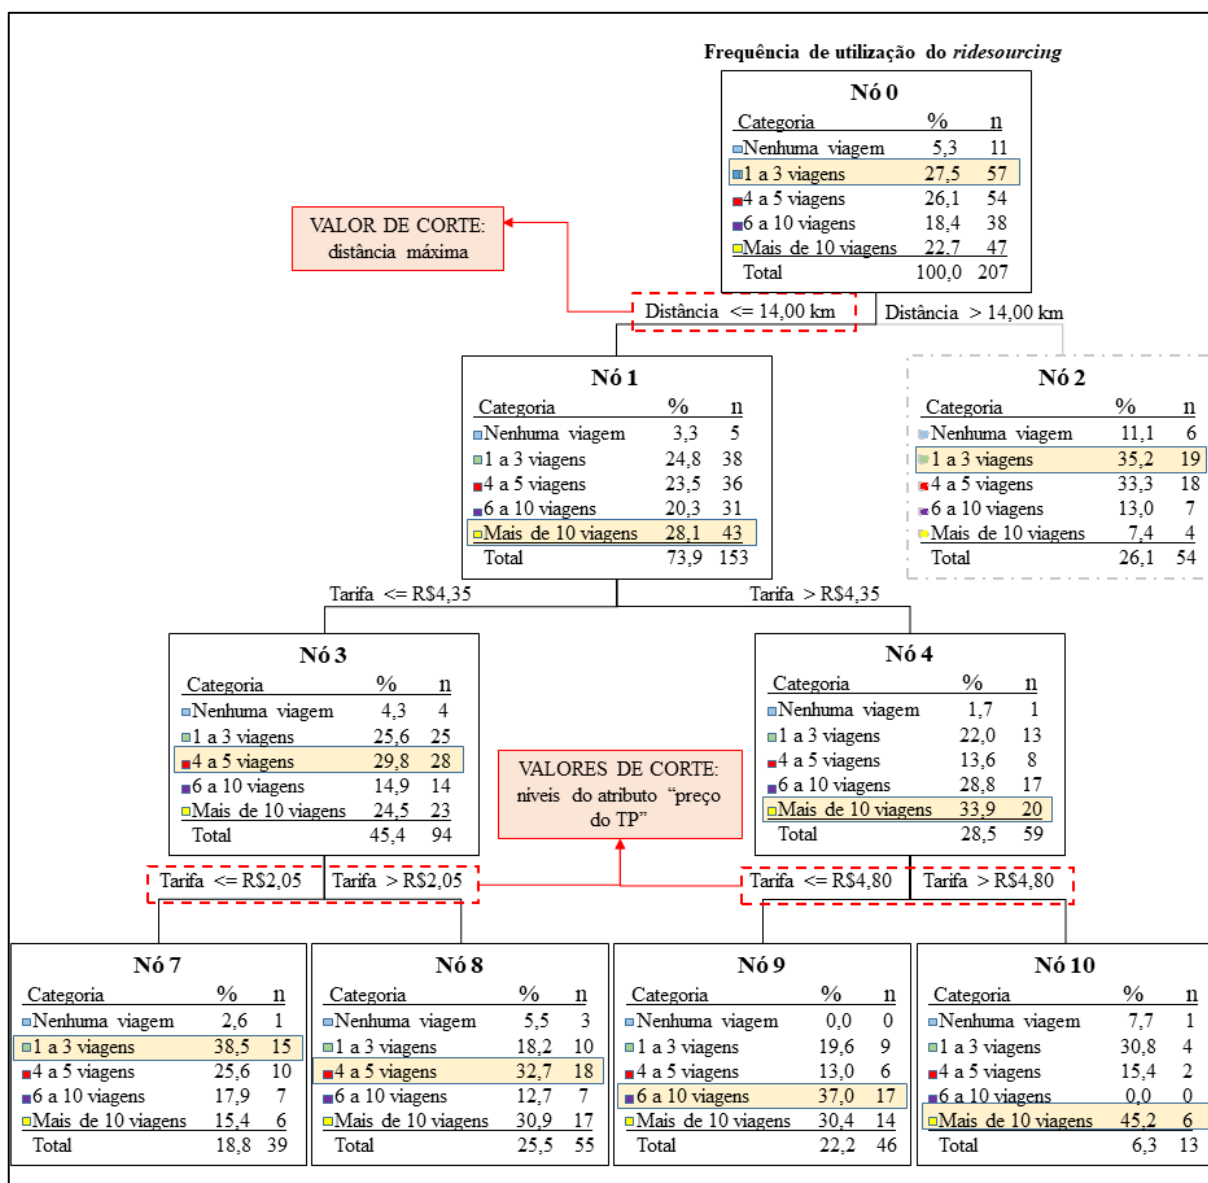 Frequência de utilização do ridesourcing
Nó 0
Categoria % n
Nenhuma viagem 5,3 11
1 a 3 viagens 27,5 57
4 a 5 viagens 26,1 54
6 a 10 viagens 18,4 38
Mais de 10 viagens 22,7 47
Total 100,0 207
VALOR DE CORTE:
distância máxima
Distância <= 14,00 km
Distância > 14,00 km
Nó 1
Categoria % n
Nenhuma viagem 3,3 5
1 a 3 viagens 24,8 38
4 a 5 viagens 23,5 36
6 a 10 viagens 20,3 31
Mais de 10 viagens 28,1 43
Total 73,9 153
Nó 2
Categoria % n
Nenhuma viagem 11,1 6
1 a 3 viagens 35,2 19
4 a 5 viagens 33,3 18
6 a 10 viagens 13,0 7
Mais de 10 viagens 7,4 4
Total 26,1 54
Tarifa <= R$4,35
Tarifa > R$4,35
Nó 3
Categoria % n
Nenhuma viagem 4,3 4
1 a 3 viagens 25,6 25
4 a 5 viagens 29,8 28
6 a 10 viagens 14,9 14
Mais de 10 viagens 24,5 23
Total 45,4 94
VALORES DE CORTE:
níveis do atributo “preço
do TP”
Nó 4
Categoria % n
Nenhuma viagem 1,7 1
1 a 3 viagens 22,0 13
4 a 5 viagens 13,6 8
6 a 10 viagens 28,8 17
Mais de 10 viagens 33,9 20
Total 28,5 59
Tarifa <= R$2,05
Tarifa > R$2,05
Tarifa <= R$4,80
Tarifa > R$4,80
Nó 7
Categoria % n
Nenhuma viagem 2,6 1
1 a 3 viagens 38,5 15
4 a 5 viagens 25,6 10
6 a 10 viagens 17,9 7
Mais de 10 viagens 15,4 6
Total 18,8 39
Nó 8
Categoria % n
Nenhuma viagem 5,5 3
1 a 3 viagens 18,2 10
4 a 5 viagens 32,7 18
6 a 10 viagens 12,7 7
Mais de 10 viagens 30,9 17
Total 25,5 55
Nó 9
Categoria % n
Nenhuma viagem 0,0 0
1 a 3 viagens 19,6 9
4 a 5 viagens 13,0 6
6 a 10 viagens 37,0 17
Mais de 10 viagens 30,4 14
Total 22,2 46
Nó 10
Categoria % n
Nenhuma viagem 7,7 1
1 a 3 viagens 30,8 4
4 a 5 viagens 15,4 2
6 a 10 viagens 0,0 0
Mais de 10 viagens 45,2 6
Total 6,3 13